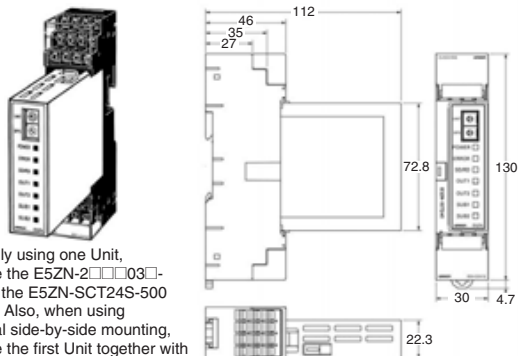 112
46
35
27
72.8
130
30
4.7
22.3
POWER
ERROR
OUT1
OUT2
SUB1
SUB2
ly using one Unit,
e the E5ZN-2□□□03□-
the E5ZN-SCT24S-500
Also, when using
al side-by-side mounting,
e the first Unit together with